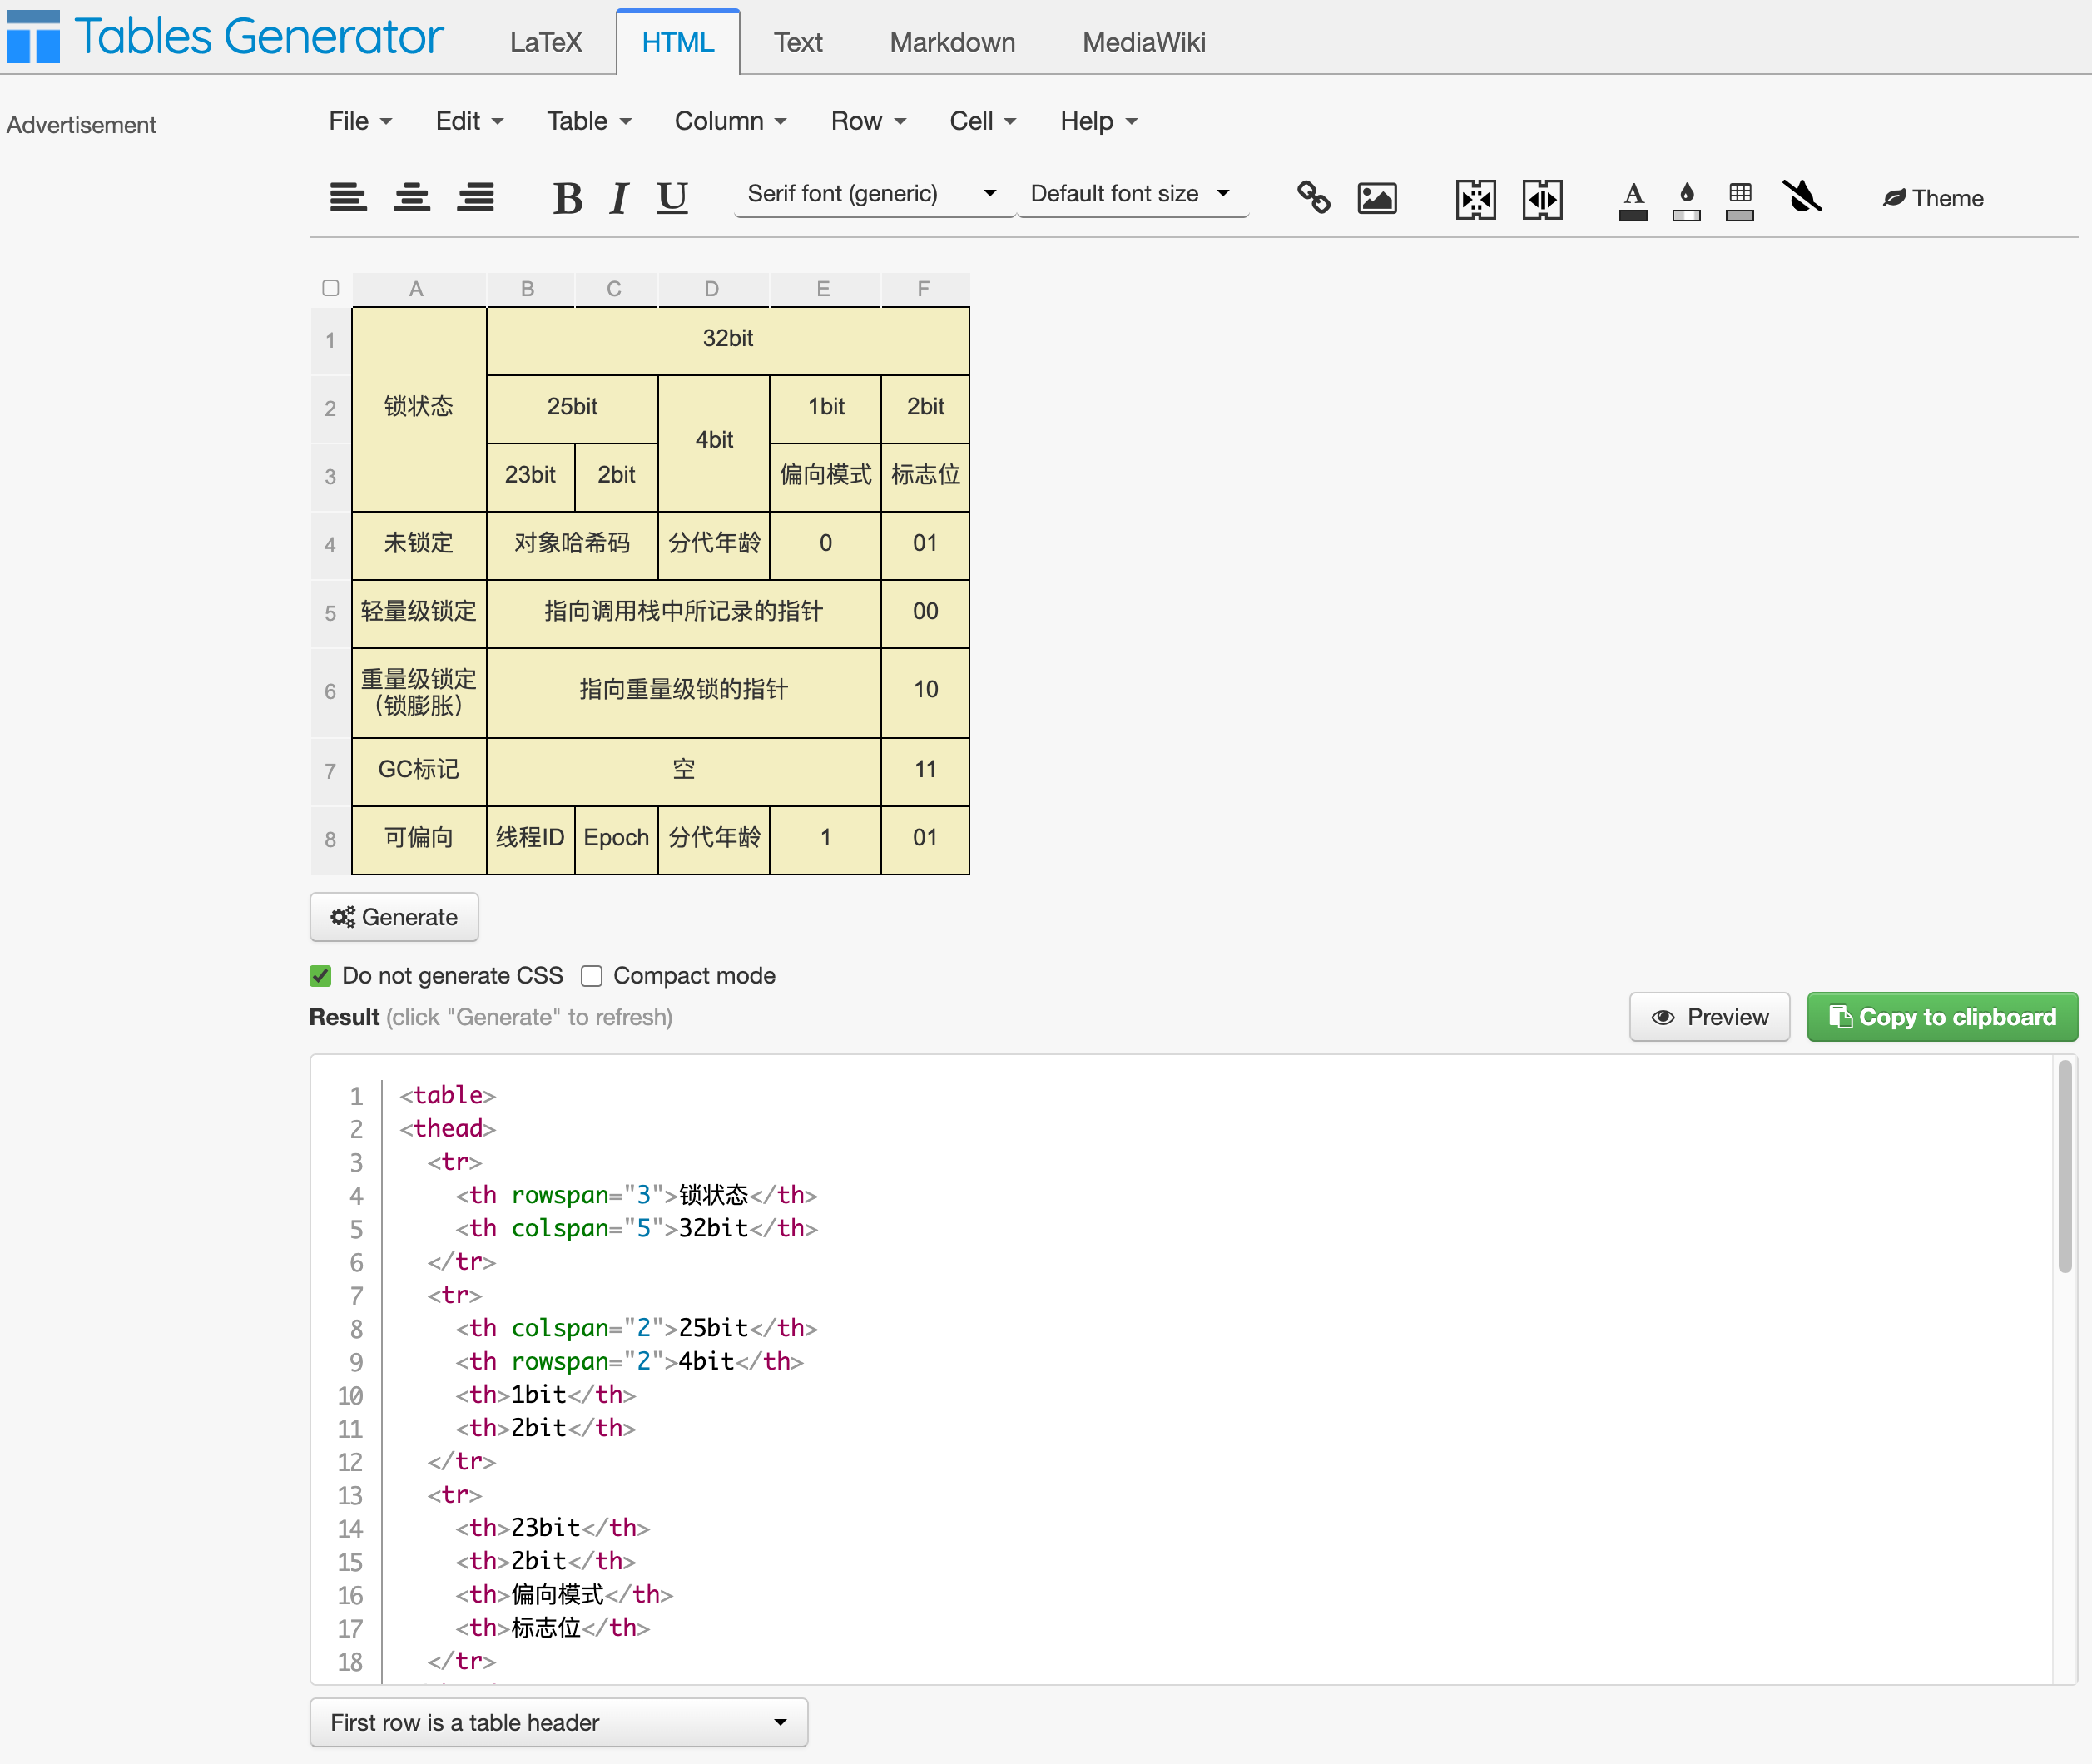 Tables Generator
LaTeX HTML Text Markdown MediaWiki
Advertisement
File Edit Table Column Row Cell Help
B I U Serif font (generic) Default font size A Theme
A B C D E F
1 锁状态 32bit
2 25bit 4bit 1bit 2bit
3 23bit 2bit 偏向模式 标志位
4 未锁定 对象哈希码 分代年龄 0 01
5 轻量级锁定 指向调用栈中所记录的指针 00
6 重量级锁定 指向重量级锁的指针 10
（锁膨胀）
7 GC标记 空 11
8 可偏向 线程ID Epoch 分代年龄 1 01
Generate
Do not generate CSS Compact mode
Result (click "Generate" to refresh) Preview Copy to clipboard
1 <table>
2 <thead>
3 <tr>
4 <th rowspan="3">锁状态</th>
5 <th colspan="5">32bit</th>
6 </tr>
7 <tr>
8 <th colspan="2">25bit</th>
9 <th rowspan="2">4bit</th>
10 <th>1bit</th>
11 <th>2bit</th>
12 </tr>
13 <tr>
14 <th>23bit</th>
15 <th>2bit</th>
16 <th>偏向模式</th>
17 <th>标志位</th>
18 </tr>
First row is a table header